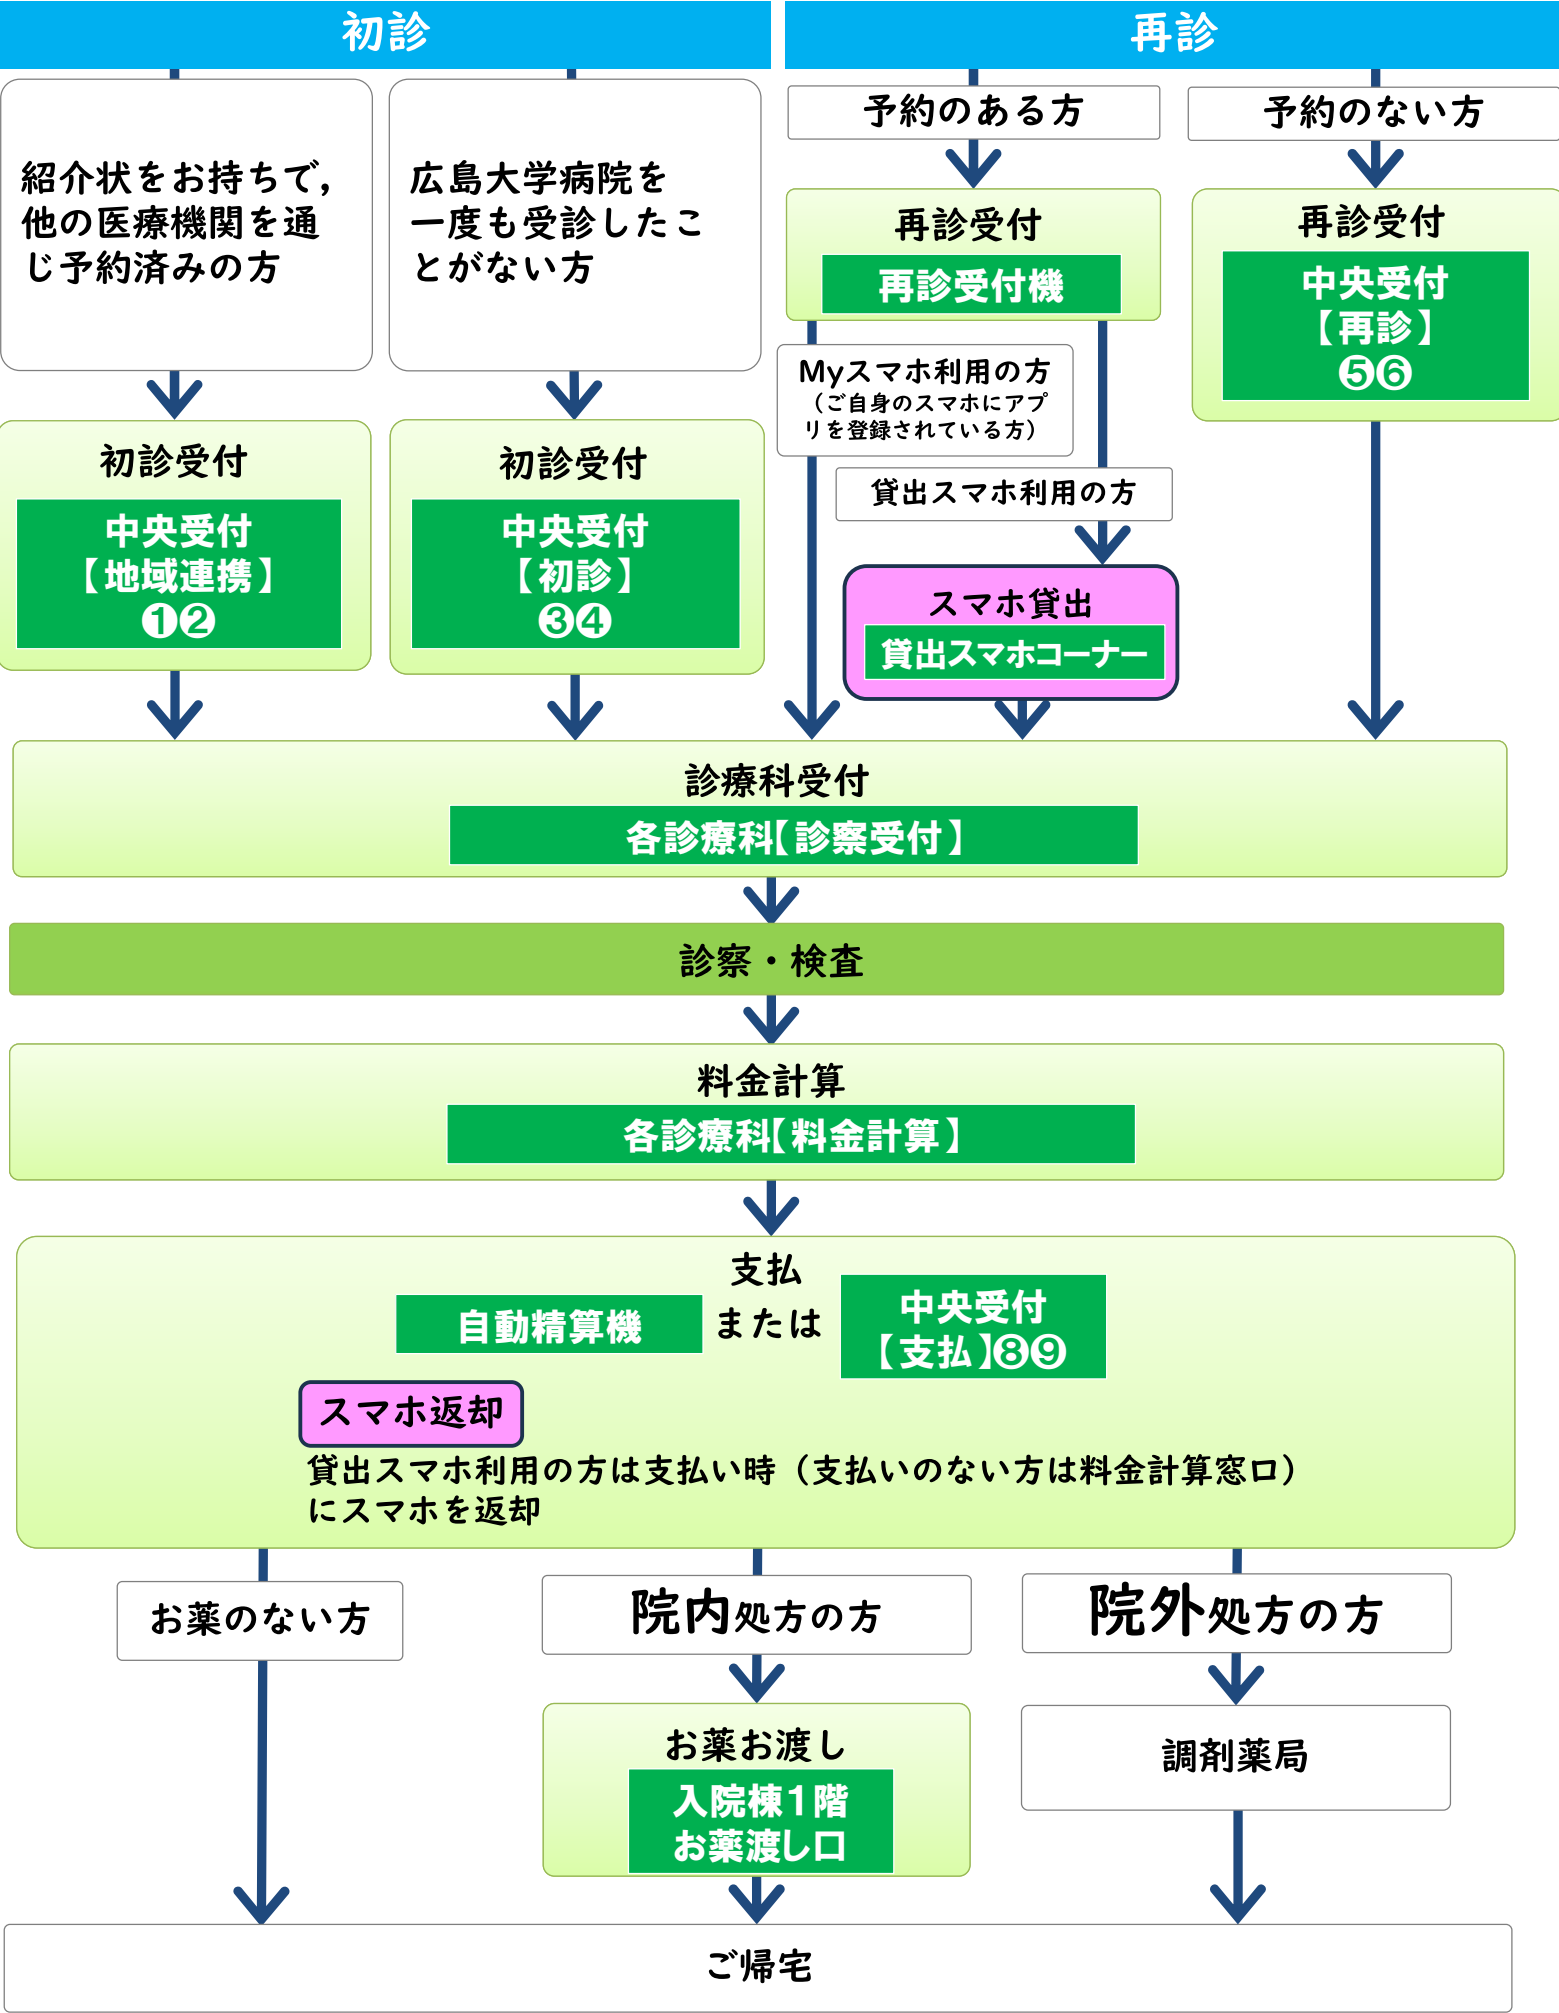 初診
再診
紹介状をお持ちで，
他の医療機関を通
じ予約済みの方
広島大学病院を
一度も受診したこ
とがない方
予約のある方
予約のない方
再診受付
再診受付機
再診受付
中央受付
【再診】
❺❻
Myスマホ利用の方
（ご自身のスマホにアプ
リを登録されている方）
貸出スマホ利用の方
初診受付
中央受付
【地域連携】
❶❷
初診受付
中央受付
【初診】
❸❹
スマホ貸出
貸出スマホコーナー
診療科受付
各診療科【診察受付】
診察・検査
料金計算
各診療科【料金計算】
支払
自動精算機
または
中央受付
【支払】❽❾
スマホ返却
貸出スマホ利用の方は支払い時（支払いのない方は料金計算窓口）
にスマホを返却
お薬のない方
院内処方の方
院外処方の方
お薬お渡し
入院棟１階
お薬渡し口
調剤薬局
ご帰宅